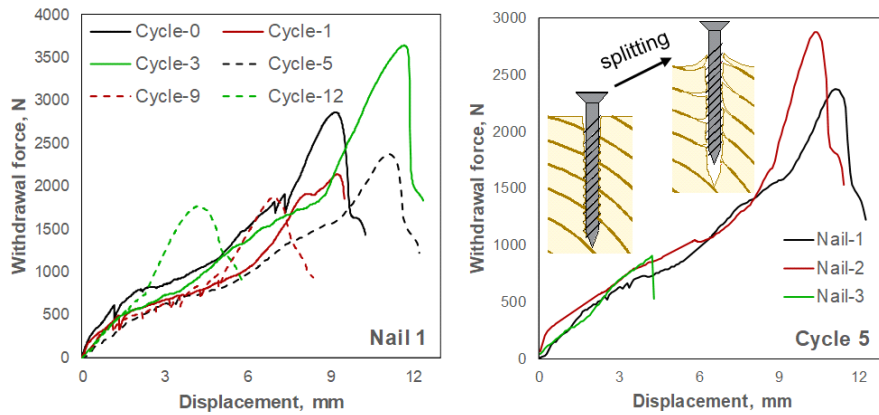 4000
3500
3000
2500
2000
1500
1000
500
0
Withdrawal force, N
Cycle-0
Cycle-1
Cycle-3
Cycle-5
Cycle-9
Cycle-12
Nail 1
0 3 6 9 12
Displacement, mm
3000
2500
2000
1500
1000
500
0
Withdrawal force, N
splitting
Nail-1
Nail-2
Nail-3
Cycle 5
0 3 6 9 12
Displacement, mm